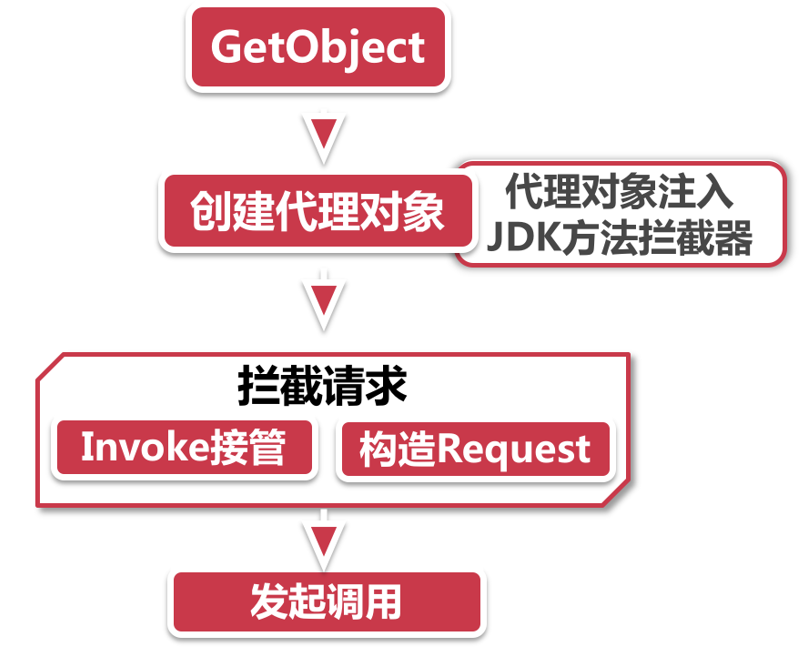 GetObject
创建代理对象
代理对象注入
JDK方法拦截器
拦截请求
Invoke接管
构造Request
发起调用